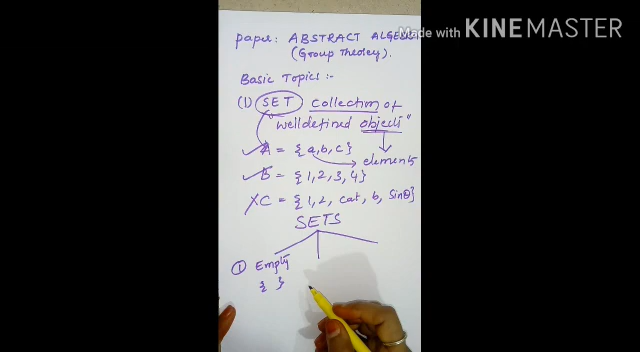 Made with KINEMASTER
paper: ABSTRACT ALGEB
(Group Theory).
Basic Topics :-
(1) SET collection of
"welldefined objects"
A = {a, b, c} elements
B = {1, 2, 3, 4}
C = {1, 2, cat, b, sinθ}
SETS
① Empty
{ }